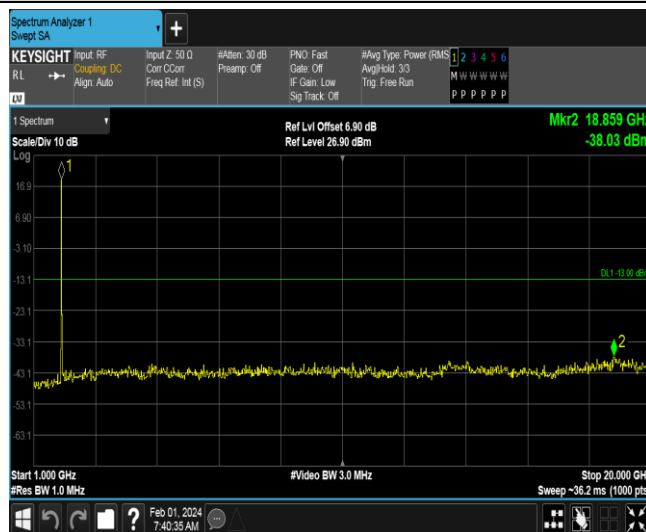 Spectrum Analyzer 1
Swept SA
KEYSIGHT
RL
LXI
Input: RF
Coupling: DC
Align: Auto
Input Z: 50 Ω
Corr CCorr
Freq Ref: Int (S)
#Atten: 30 dB
Preamp: Off
PNO: Fast
Gate: Off
IF Gain: Low
Sig Track: Off
#Avg Type: Power (RMS
Avg|Hold: 3/3
Trig: Free Run
1 2 3 4 5 6
M W W W W W
P P P P P P
1 Spectrum
Scale/Div 10 dB
Log
Ref Lvl Offset 6.90 dB
Ref Level 26.90 dBm
Mkr2 18.859 GHz
-38.03 dBm
1
16.9
6.90
-3.10
-13.1
DL1 -13.00 dBm
-23.1
-33.1
2
-43.1
-53.1
-63.1
Start 1.000 GHz
#Res BW 1.0 MHz
#Video BW 3.0 MHz
Stop 20.000 GHz
Sweep ~36.2 ms (1000 pts)
?
Feb 01, 2024
7:40:35 AM